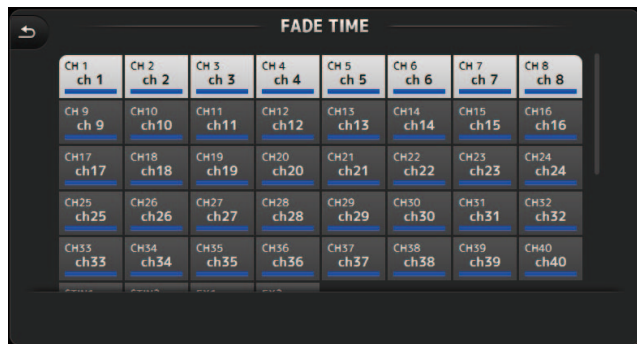 FADE TIME
CH 1 CH 2 CH 3 CH 4 CH 5 CH 6 CH 7 CH 8
ch 1 ch 2 ch 3 ch 4 ch 5 ch 6 ch 7 ch 8
CH 9 CH10 CH11 CH12 CH13 CH14 CH15 CH16
ch 9 ch10 ch11 ch12 ch13 ch14 ch15 ch16
CH17 CH18 CH19 CH20 CH21 CH22 CH23 CH24
ch17 ch18 ch19 ch20 ch21 ch22 ch23 ch24
CH25 CH26 CH27 CH28 CH29 CH30 CH31 CH32
ch25 ch26 ch27 ch28 ch29 ch30 ch31 ch32
CH33 CH34 CH35 CH36 CH37 CH38 CH39 CH40
ch33 ch34 ch35 ch36 ch37 ch38 ch39 ch40